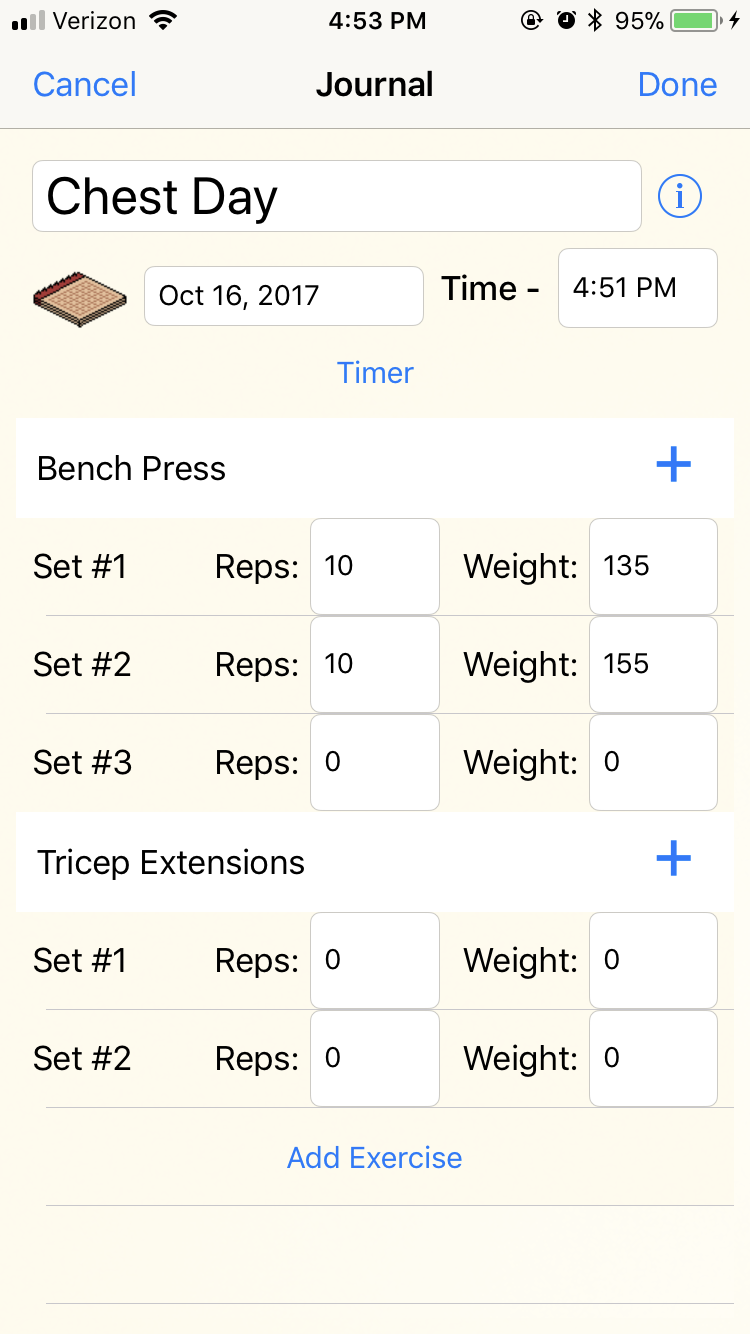 Verizon 4:53 PM 95%
Cancel Journal Done
Chest Day
Oct 16, 2017 Time - 4:51 PM
Timer
Bench Press +
Set #1 Reps: 10 Weight: 135
Set #2 Reps: 10 Weight: 155
Set #3 Reps: 0 Weight: 0
Tricep Extensions +
Set #1 Reps: 0 Weight: 0
Set #2 Reps: 0 Weight: 0
Add Exercise